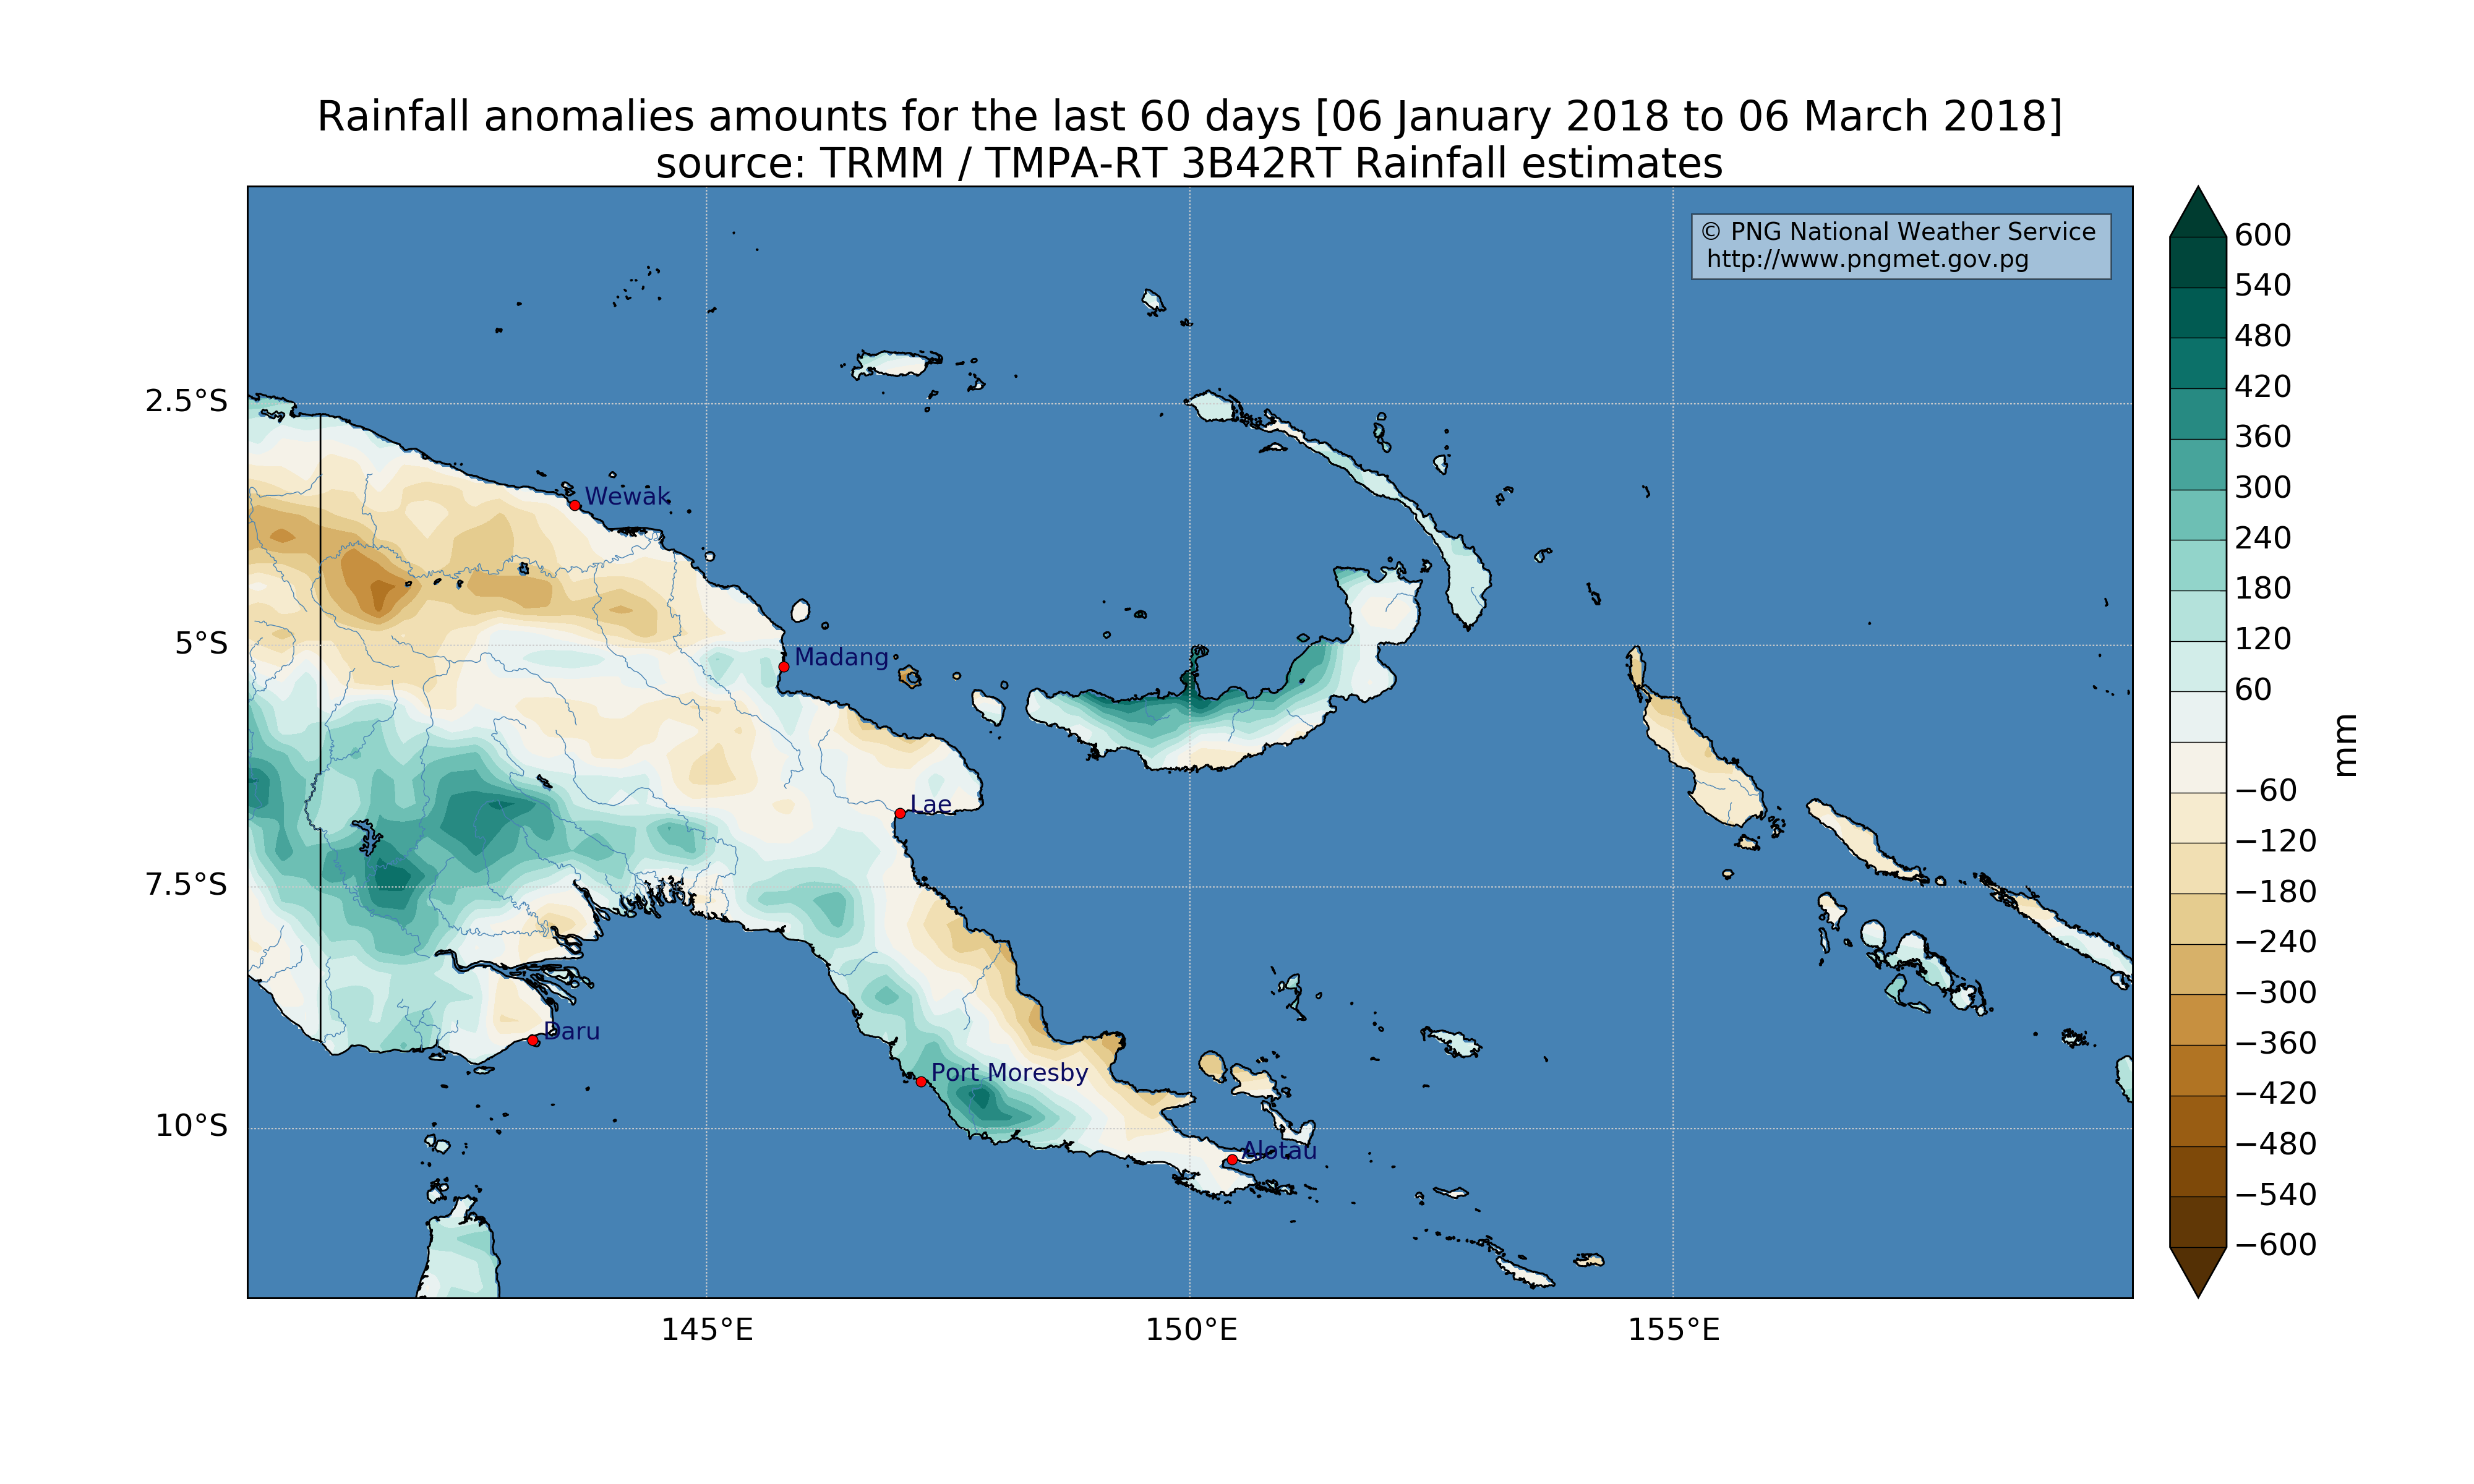 Rainfall anomalies amounts for the last 60 days [06 January 2018 to 06 March 2018]
source: TRMM / TMPA-RT 3B42RT Rainfall estimates
© PNG National Weather Service
http://www.pngmet.gov.pg
2.5°S
5°S
7.5°S
10°S
145°E
150°E
155°E
Wewak
Madang
Lae
Daru
Port Moresby
Alotau
600
540
480
420
360
300
240
180
120
60
−60
−120
−180
−240
−300
−360
−420
−480
−540
−600
mm